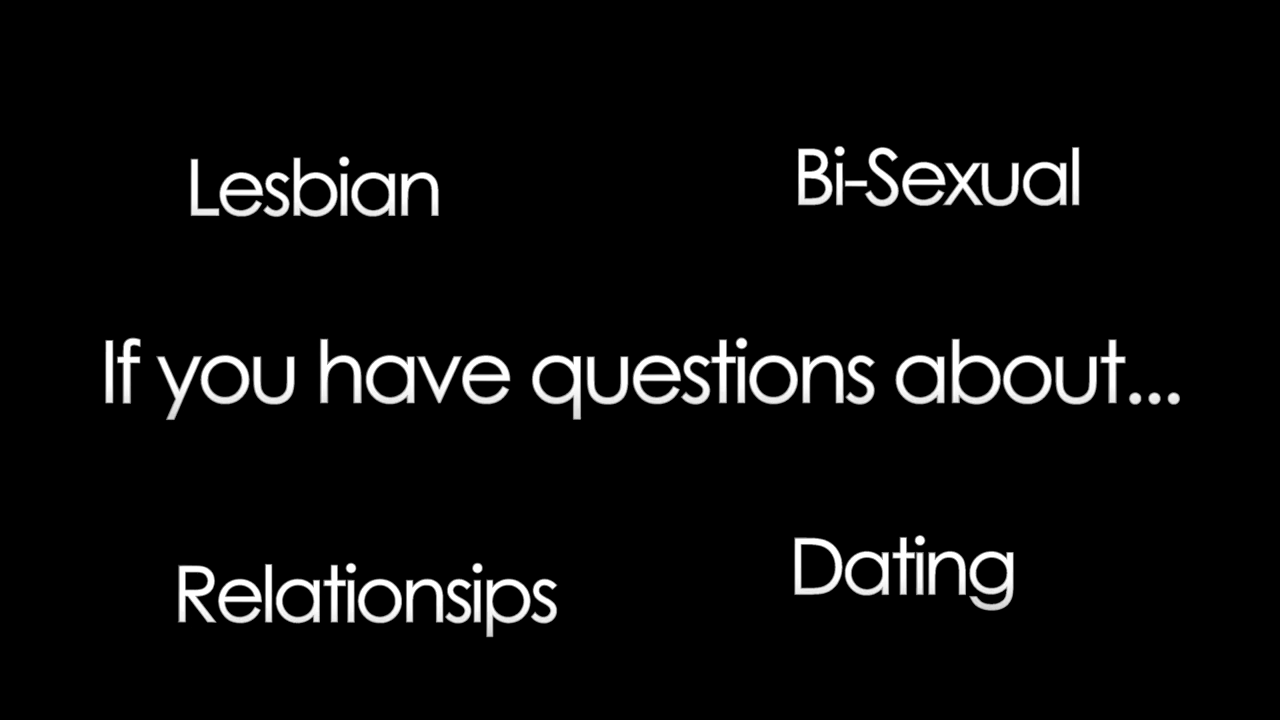 Lesbian
Bi-Sexual
If you have questions about...
Relationsips
Dating